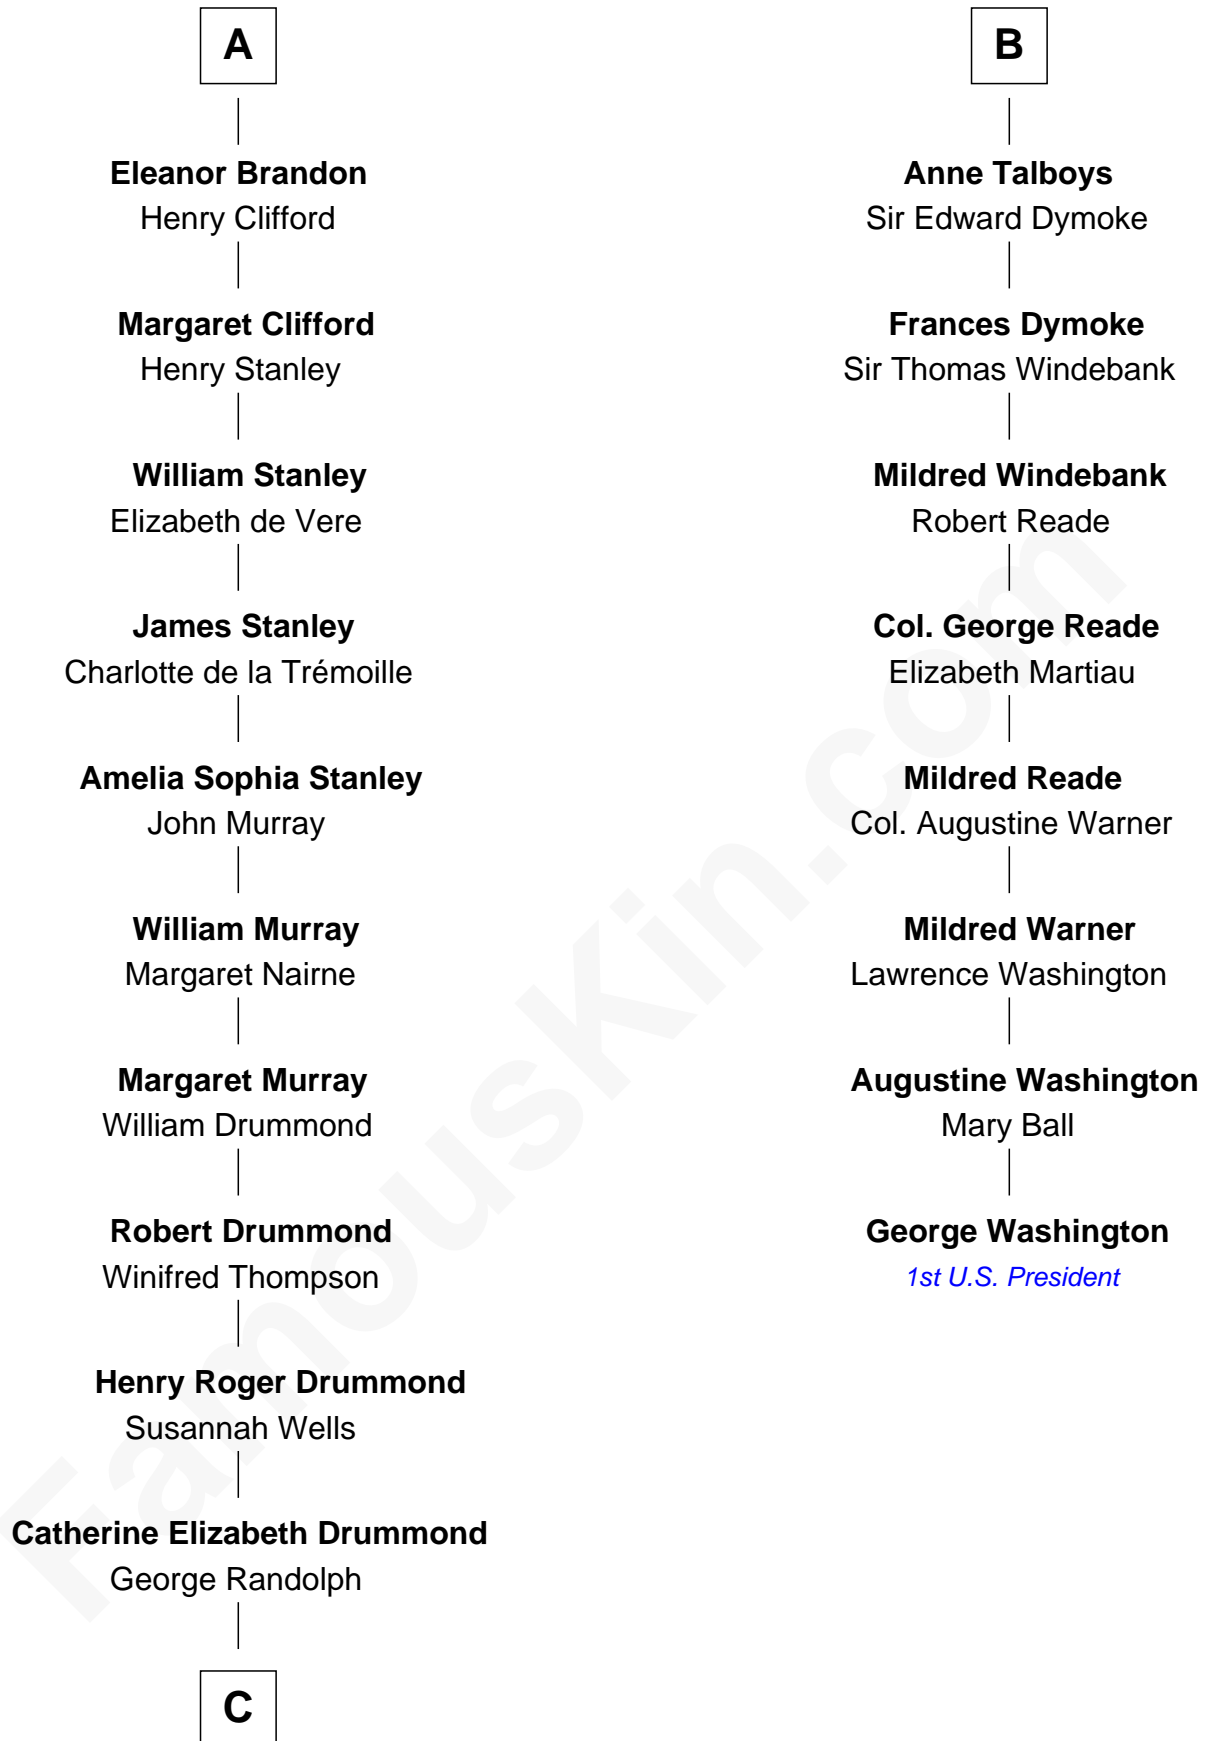 A
Eleanor Brandon
Henry Clifford
Margaret Clifford
Henry Stanley
William Stanley
Elizabeth de Vere
James Stanley
Charlotte de la Trémoille
Amelia Sophia Stanley
John Murray
William Murray
Margaret Nairne
Margaret Murray
William Drummond
Robert Drummond
Winifred Thompson
Henry Roger Drummond
Susannah Wells
Catherine Elizabeth Drummond
George Randolph
C
B
Anne Talboys
Sir Edward Dymoke
Frances Dymoke
Sir Thomas Windebank
Mildred Windebank
Robert Reade
Col. George Reade
Elizabeth Martiau
Mildred Reade
Col. Augustine Warner
Mildred Warner
Lawrence Washington
Augustine Washington
Mary Ball
George Washington
1st U.S. President
FamousKin.com